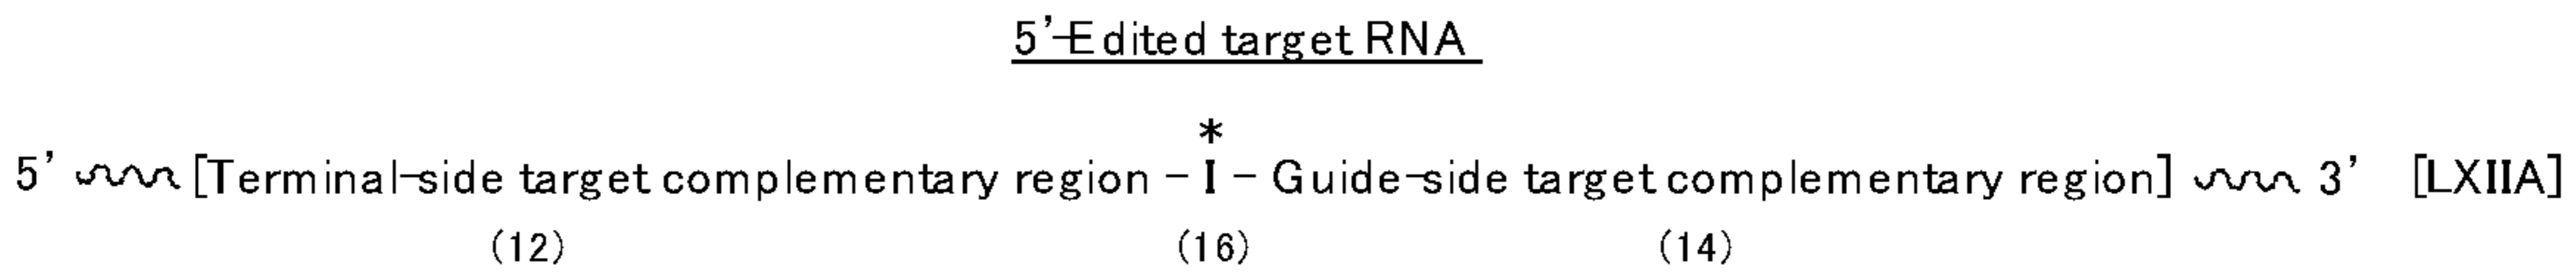 5'-Edited target RNA
*
5' [Terminal-side target complementary region - I - Guide-side target complementary region] 3' [LXIIA]
(12) (16) (14)